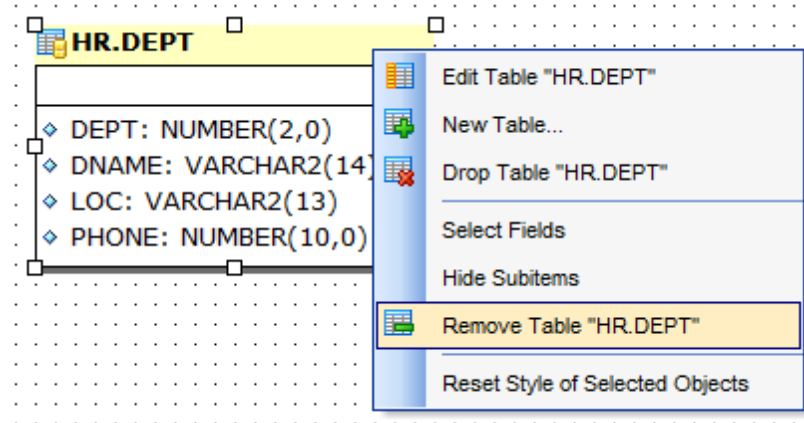 HR.DEPT
DEPT: NUMBER(2,0)
DNAME: VARCHAR2(14)
LOC: VARCHAR2(13)
PHONE: NUMBER(10,0)
Edit Table "HR.DEPT"
New Table...
Drop Table "HR.DEPT"
Select Fields
Hide Subitems
Remove Table "HR.DEPT"
Reset Style of Selected Objects